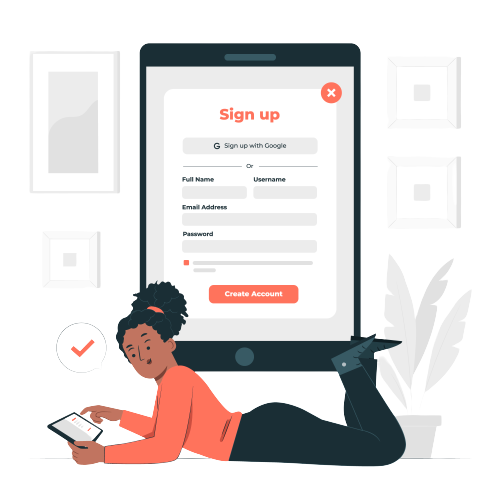 Sign up
G Sign up with Google
Or
Full Name Username
Email Address
Password
Create Account